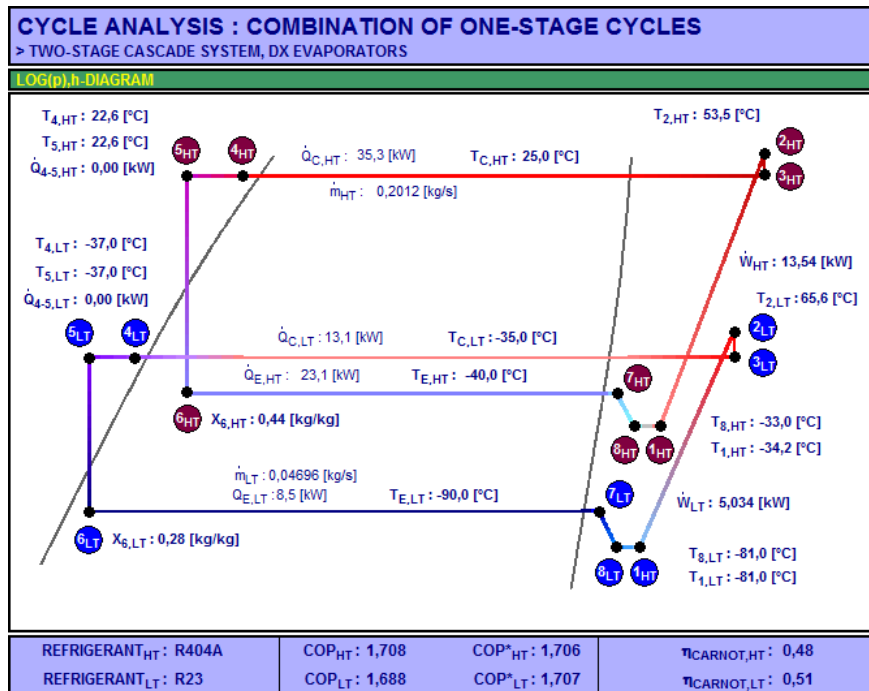 CYCLE ANALYSIS : COMBINATION OF ONE-STAGE CYCLES
> TWO-STAGE CASCADE SYSTEM, DX EVAPORATORS
LOG(p),h-DIAGRAM
T4,HT : 22,6 [°C]
T5,HT : 22,6 [°C]
Q̇4-5,HT : 0,00 [kW]
5HT
4HT
Q̇C,HT : 35,3 [kW]
TC,HT : 25,0 [°C]
ṁHT : 0,2012 [kg/s]
T2,HT : 53,5 [°C]
2HT
3HT
T4,LT : -37,0 [°C]
T5,LT : -37,0 [°C]
Q̇4-5,LT : 0,00 [kW]
ẆHT : 13,54 [kW]
T2,LT : 65,6 [°C]
5LT
4LT
Q̇C,LT : 13,1 [kW]
TC,LT : -35,0 [°C]
2LT
3LT
Q̇E,HT : 23,1 [kW]
TE,HT : -40,0 [°C]
7HT
6HT
X6,HT : 0,44 [kg/kg]
8HT
1HT
T8,HT : -33,0 [°C]
T1,HT : -34,2 [°C]
ṁLT : 0,04696 [kg/s]
QE,LT : 8,5 [kW]
TE,LT : -90,0 [°C]
7LT
ẆLT : 5,034 [kW]
6LT
X6,LT : 0,28 [kg/kg]
8LT
1HT
T8,LT : -81,0 [°C]
T1,LT : -81,0 [°C]
REFRIGERANTHT : R404A
COPHT : 1,708
COP*HT : 1,706
ηCARNOT,HT : 0,48
REFRIGERANTLT : R23
COPLT : 1,688
COP*LT : 1,707
ηCARNOT,LT : 0,51